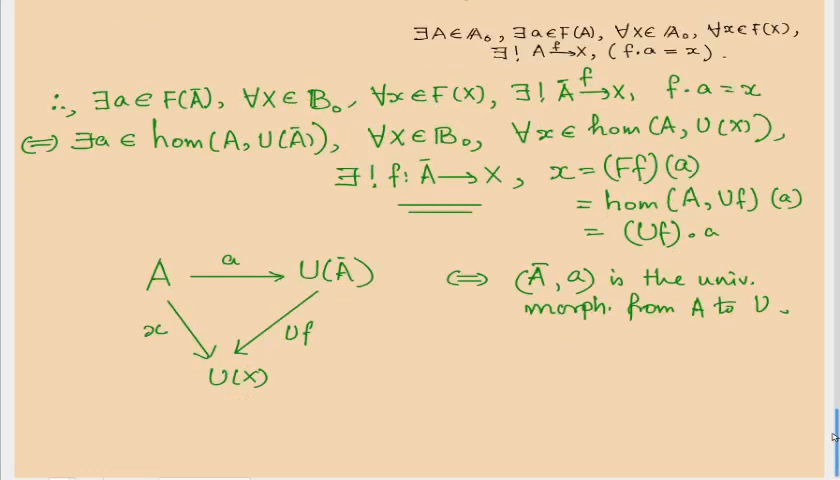 ∃A∈𝔸₀, ∃a∈F(A), ∀X∈𝔸₀, ∀x∈F(X),
∃! A –f→ X, (f·a = x).
∴, ∃a∈F(Ā), ∀X∈𝔹₀, ∀x∈F(X), ∃! Ā –f→ X, f·a = x
⟺ ∃a ∈ hom(A, U(Ā)), ∀X∈𝔹₀, ∀x∈hom(A, U(X)),
∃! f: Ā ⟶ X, x = (Ff)(a)
= hom(A, Uf)(a)
= (Uf)·a
A –a→ U(Ā) ⟺ (Ā, a) is the univ.
morph. from A to U.
x Uf
U(X)